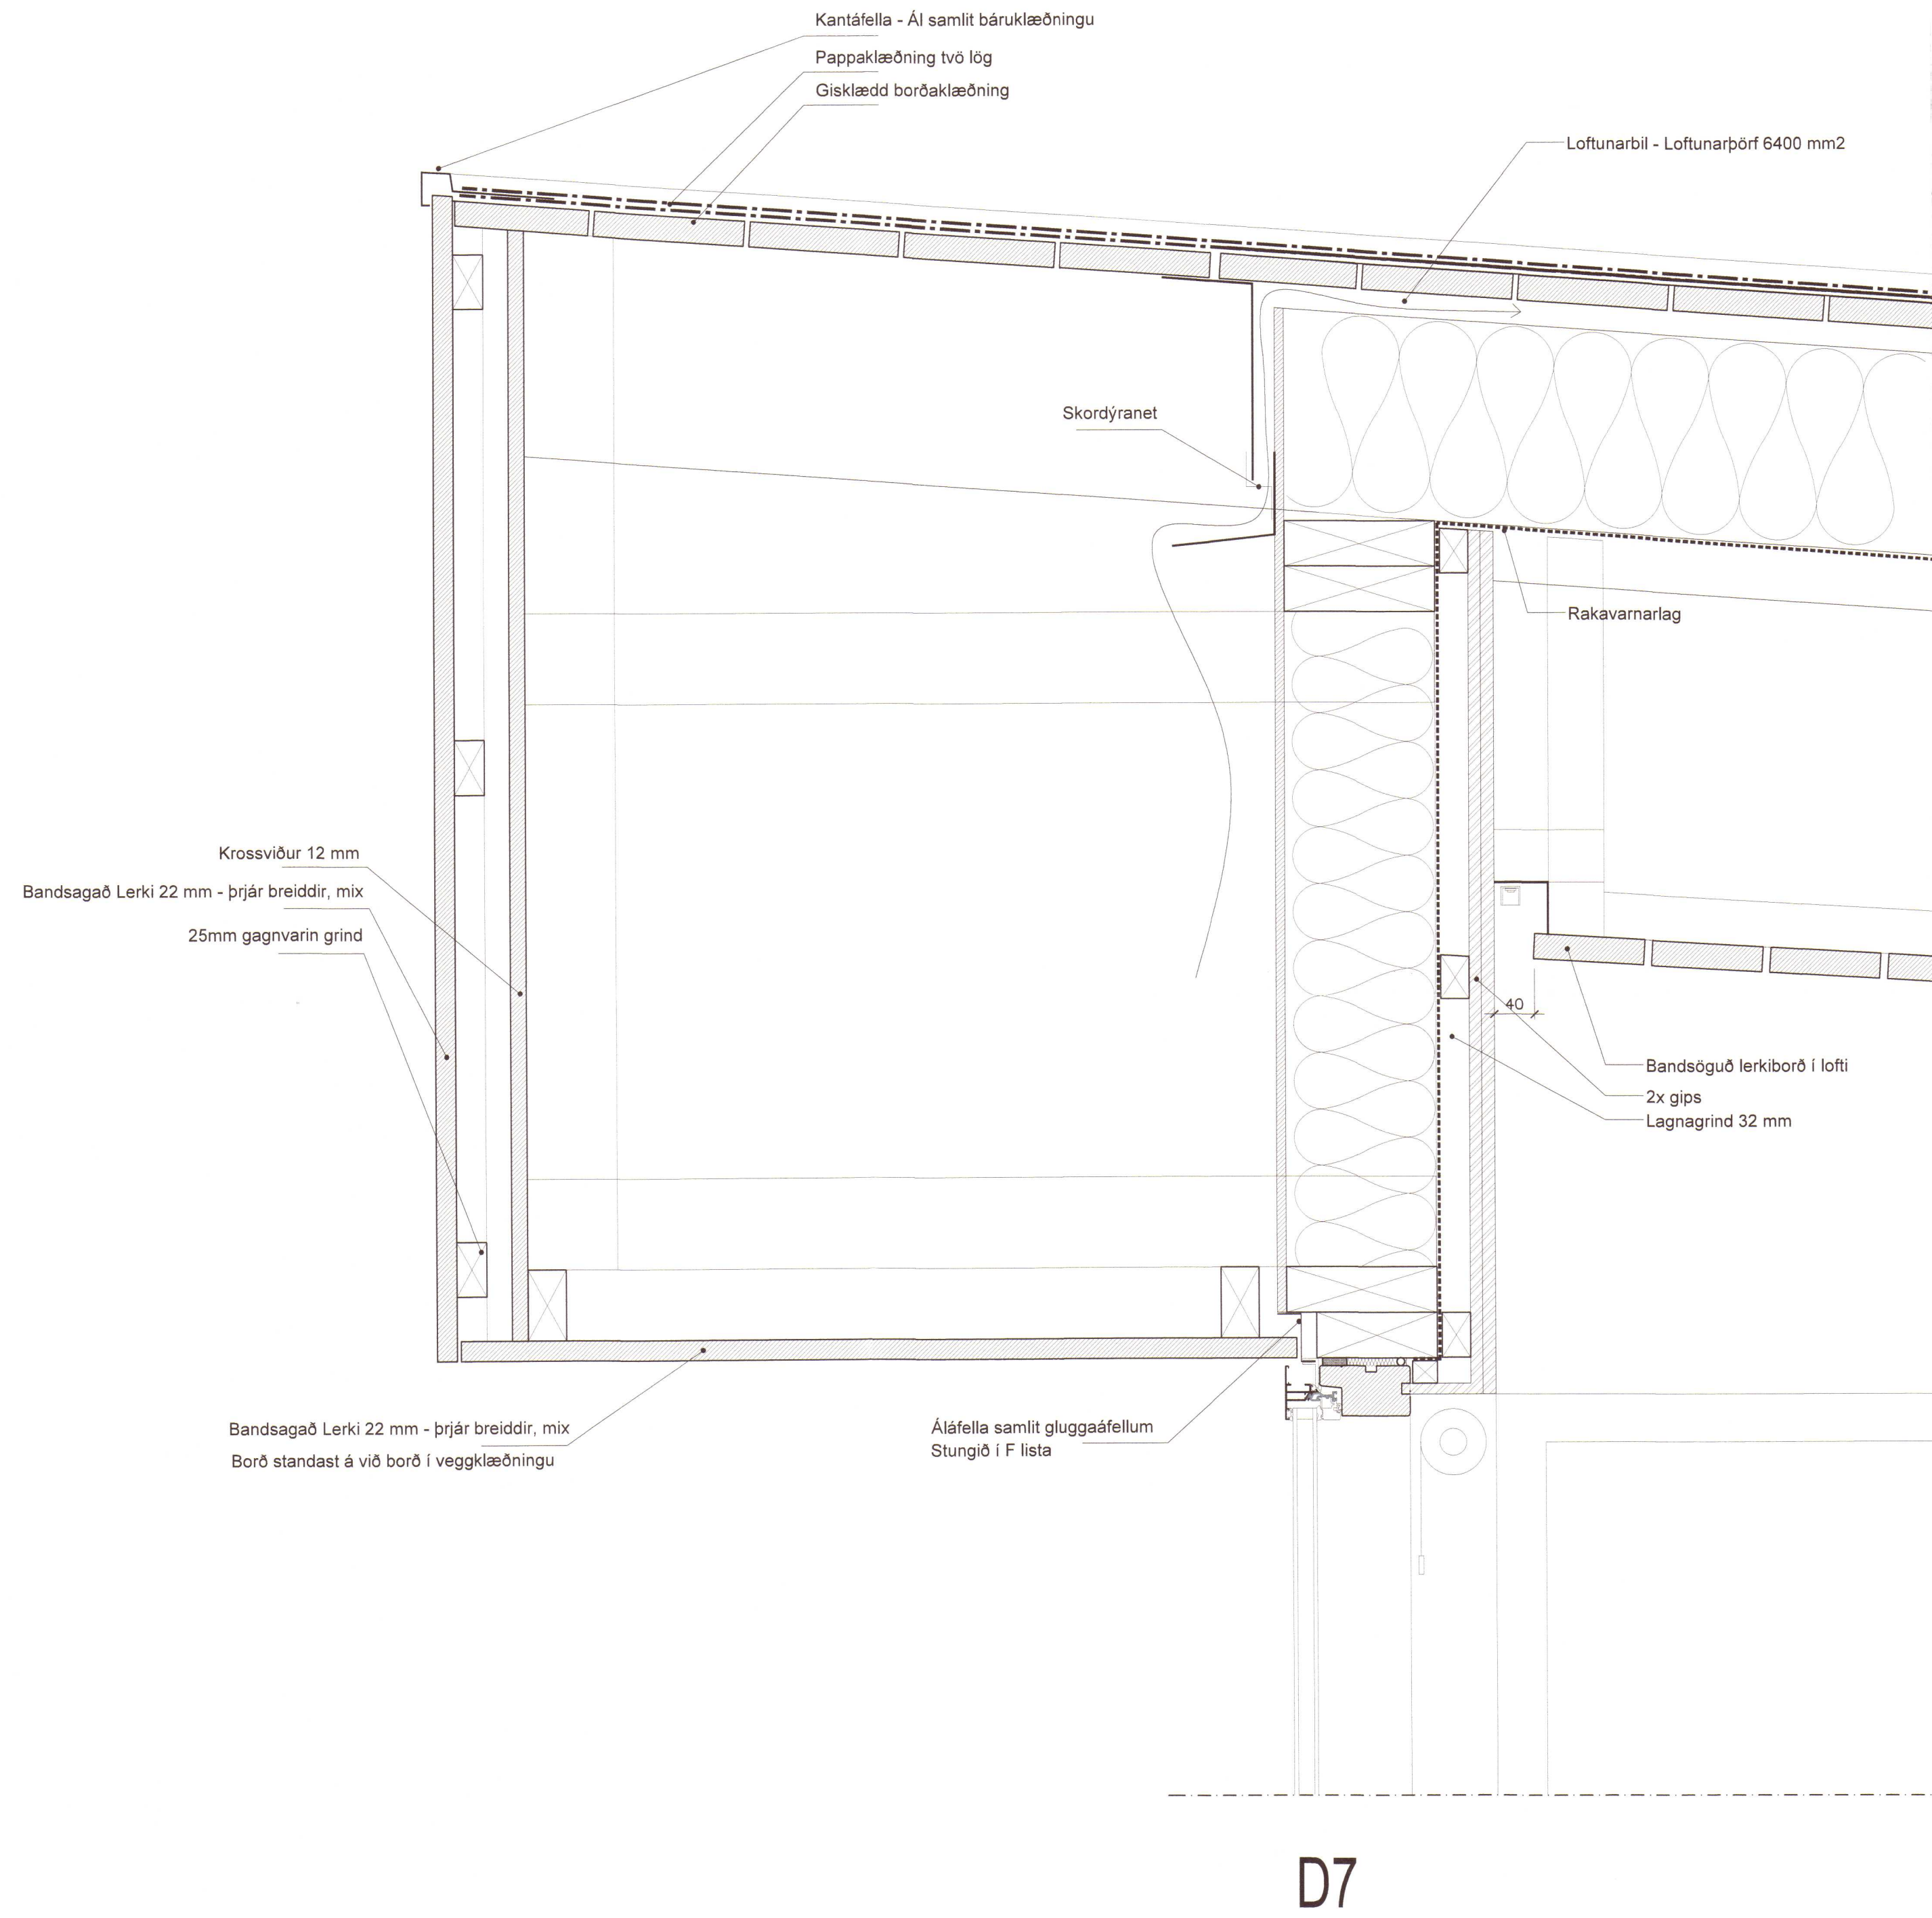 Kantáfella - Ál samlit báruklæðningu
Pappaklæðning tvö lög
Gisklædd borðaklæðning
Loftunarbil - Loftunarþörf 6400 mm2
Skordýranet
Rakavarnarlag
Krossviður 12 mm
Bandsagað Lerki 22 mm - þrjár breiddir, mix
25mm gagnvarin grind
40
Bandsöguð lerkiborð í lofti
2x gips
Lagnagrind 32 mm
Bandsagað Lerki 22 mm - þrjár breiddir, mix
Borð standast á við borð í veggklæðningu
Áláfella samlit gluggaáfellum
Stungið í F lista
D7